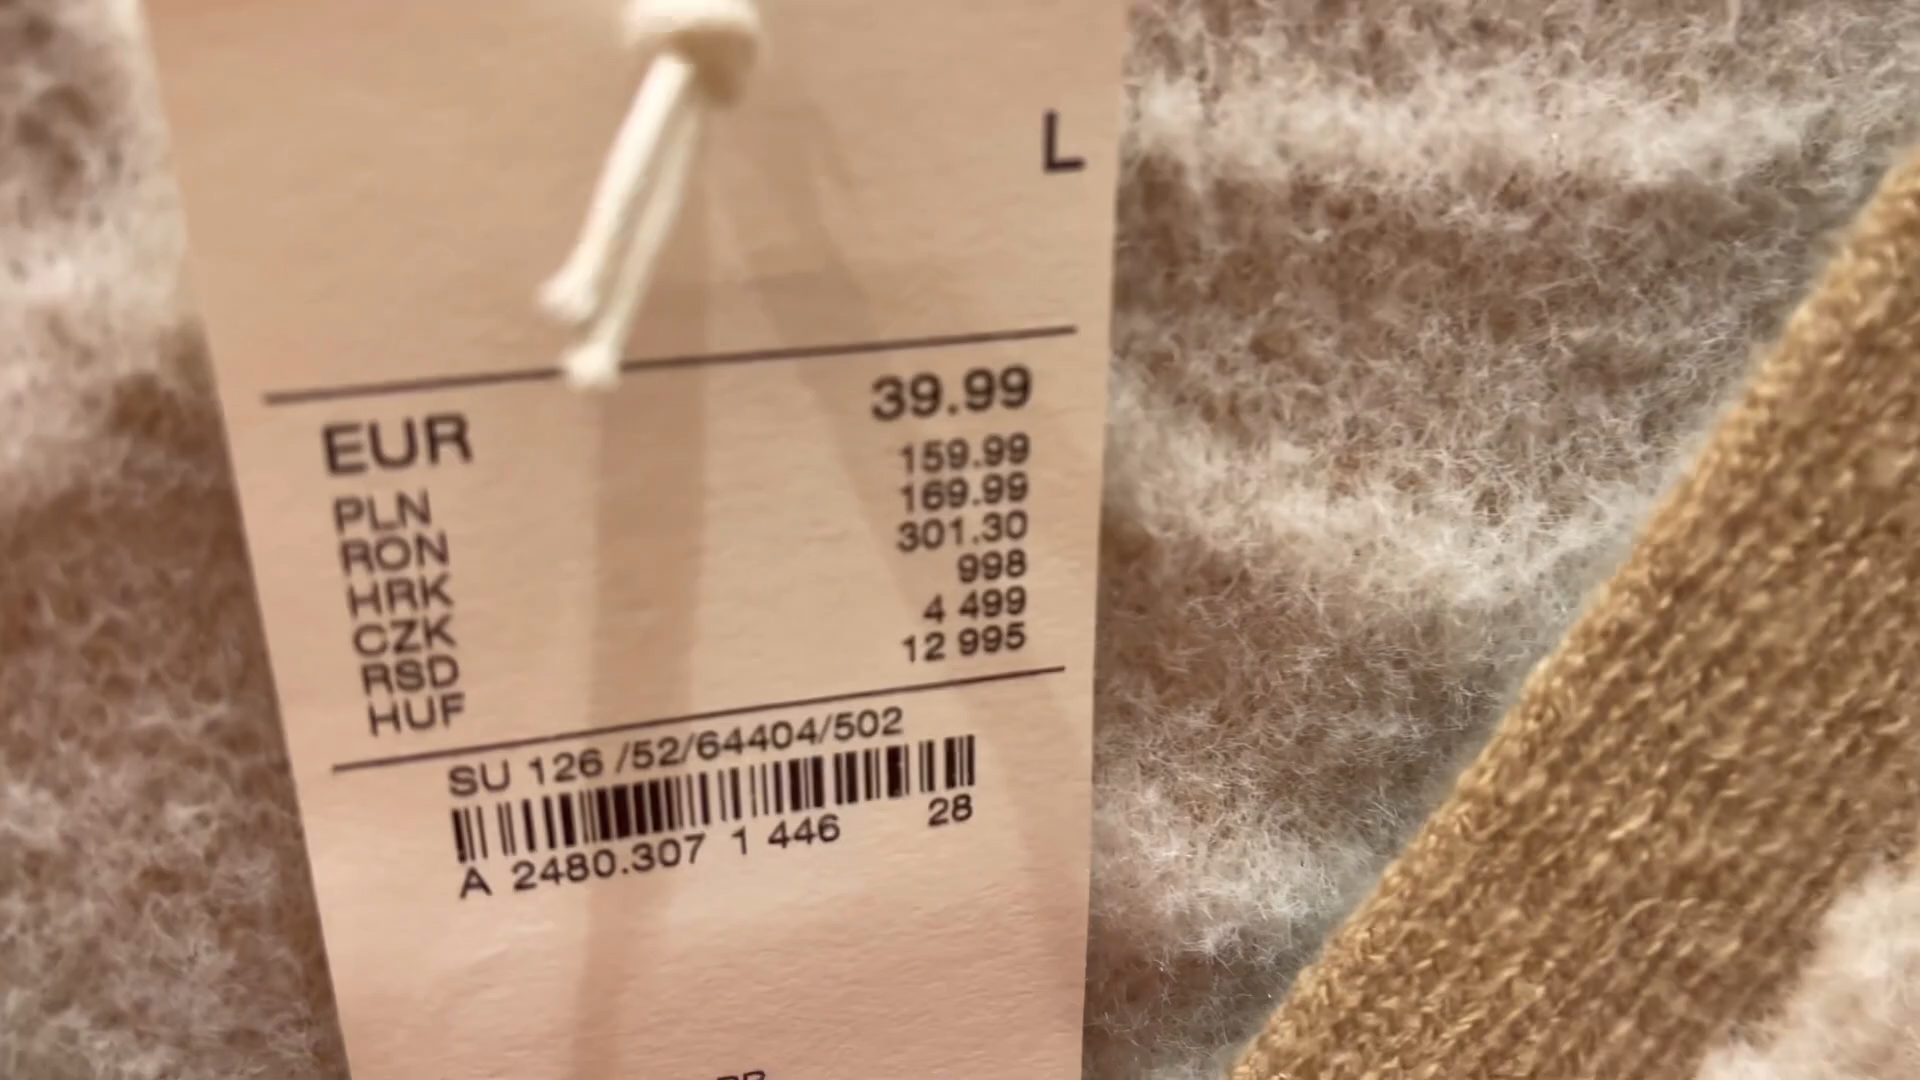 L
EUR 39.99
PLN 159.99
RON 169.99
HRK 301.30
CZK 998
RSD 4 499
HUF 12 995
SU 126 /52/64404/502
A 2480.307 1 446 28